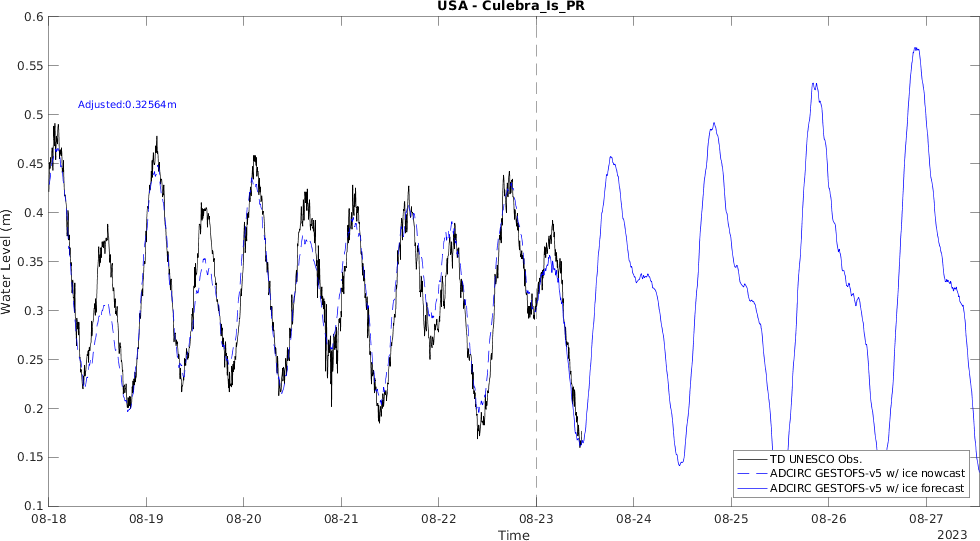 USA - Culebra_Is_PR
0.6
0.55
0.5
0.45
0.4
0.35
0.3
0.25
0.2
0.15
0.1
Water Level (m)
Adjusted:0.32564m
TD UNESCO Obs.
ADCIRC GESTOFS-v5 w/ ice nowcast
ADCIRC GESTOFS-v5 w/ ice forecast
08-18 08-19 08-20 08-21 08-22 08-23 08-24 08-25 08-26 08-27
Time
2023